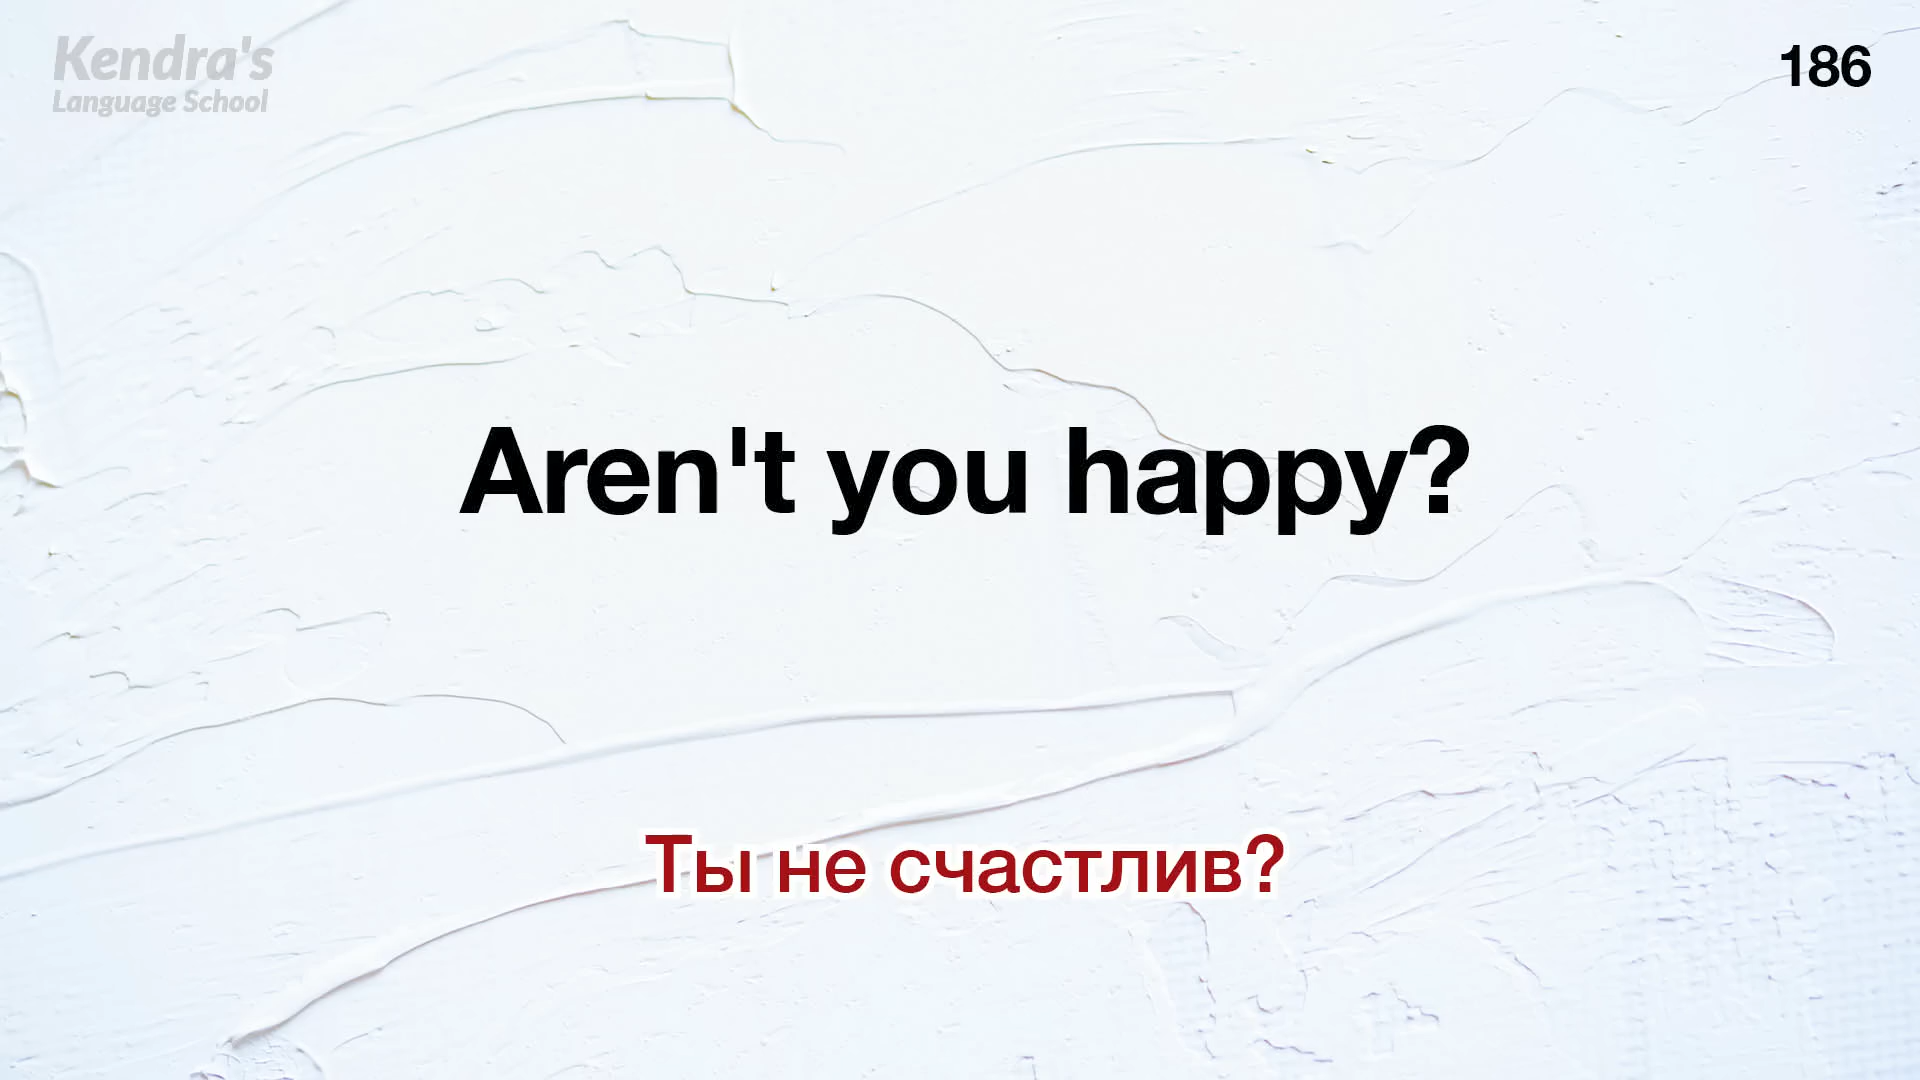 Kendra's
Language School
186
Aren't you happy?
Ты не счастлив?